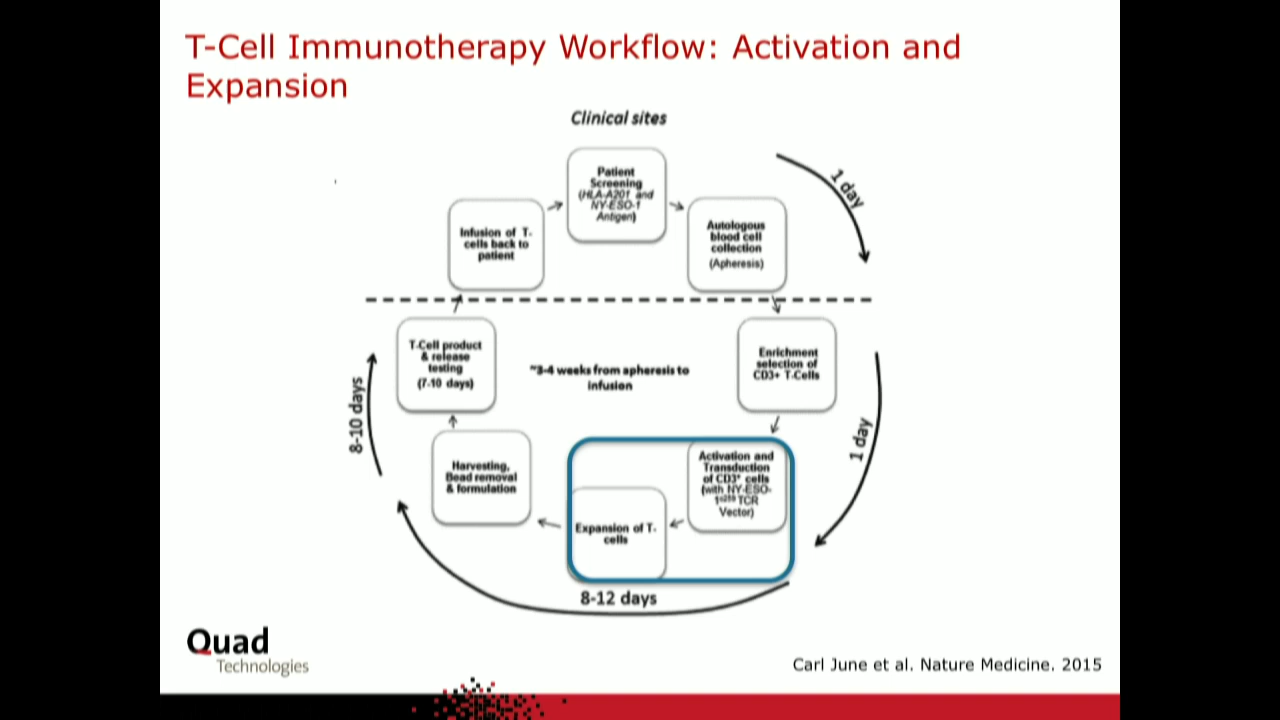 T-Cell Immunotherapy Workflow: Activation and
Expansion
Clinical sites
Patient
Screening
(HLA-A201 and
NY-ESO-1
Antigen)
1 day
Autologous
blood cell
collection
(Apheresis)
Infusion of T-
cells back to
patient
Enrichment
selection of
CD3+ T-Cells
1 day
Activation and
Transduction
of CD3⁺ cells
(with NY-ESO-
TCR
Vector)
Expansion of T-
cells
8-12 days
Harvesting,
Bead removal
& formulation
8-10 days
T-Cell product
& release
testing
(7-10 days)
~3-4 weeks from apheresis to
infusion
Quad
Technologies
Carl June et al. Nature Medicine. 2015